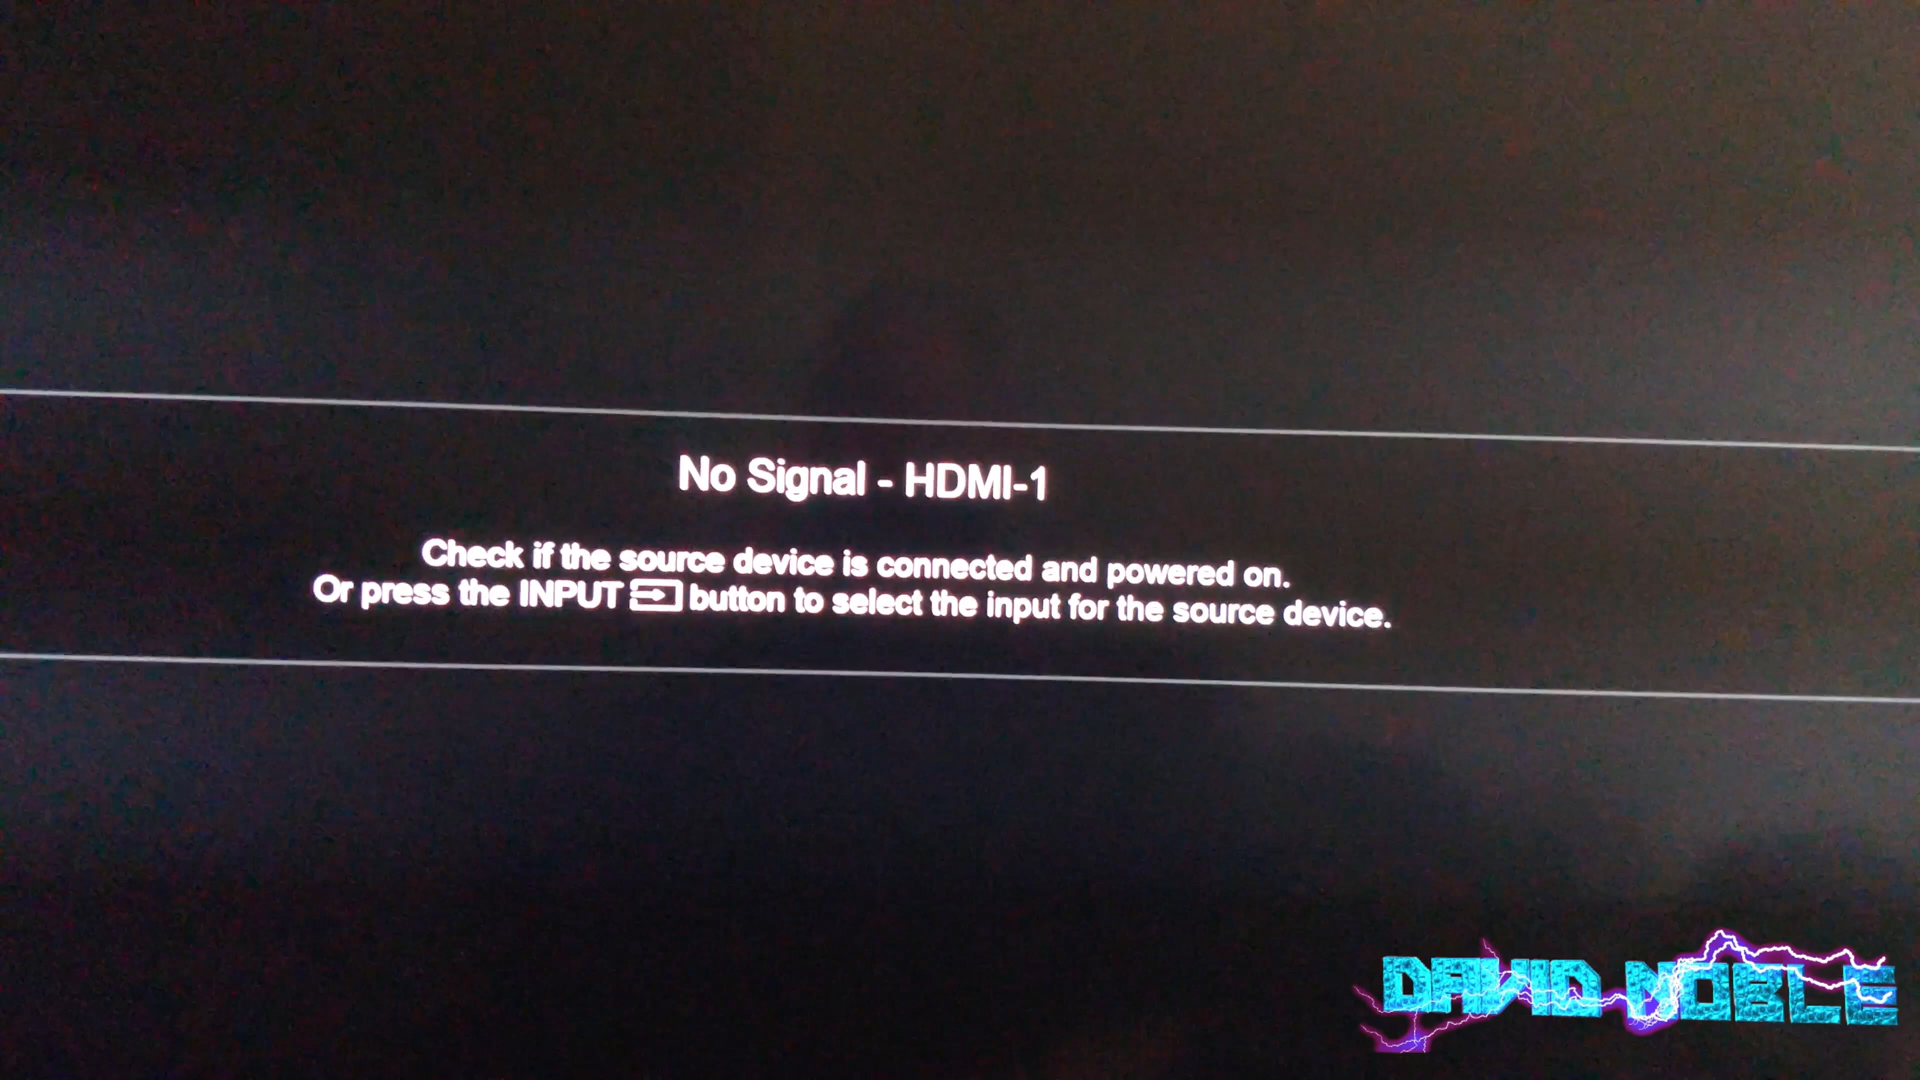 No Signal - HDMI-1
Check if the source device is connected and powered on.
Or press the INPUT button to select the input for the source device.
DAVID NOBLE